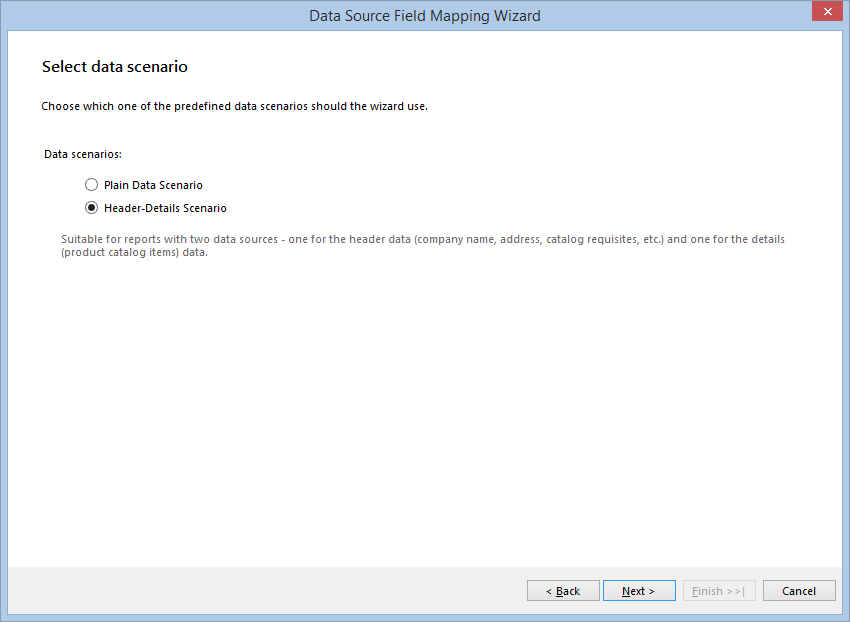 Data Source Field Mapping Wizard
Select data scenario
Choose which one of the predefined data scenarios should the wizard use.
Data scenarios:
Plain Data Scenario
Header-Details Scenario
Suitable for reports with two data sources - one for the header data (company name, address, catalog requisites, etc.) and one for the details
(product catalog items) data.
< Back
Next >
Finish >>|
Cancel